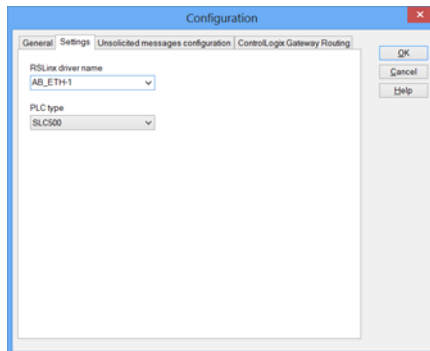 Configuration
General Settings Unsolicited messages configuration ControlLogix Gateway Routing
OK
RSLinx driver name
Cancel
AB_ETH-1
Help
PLC type
SLC500